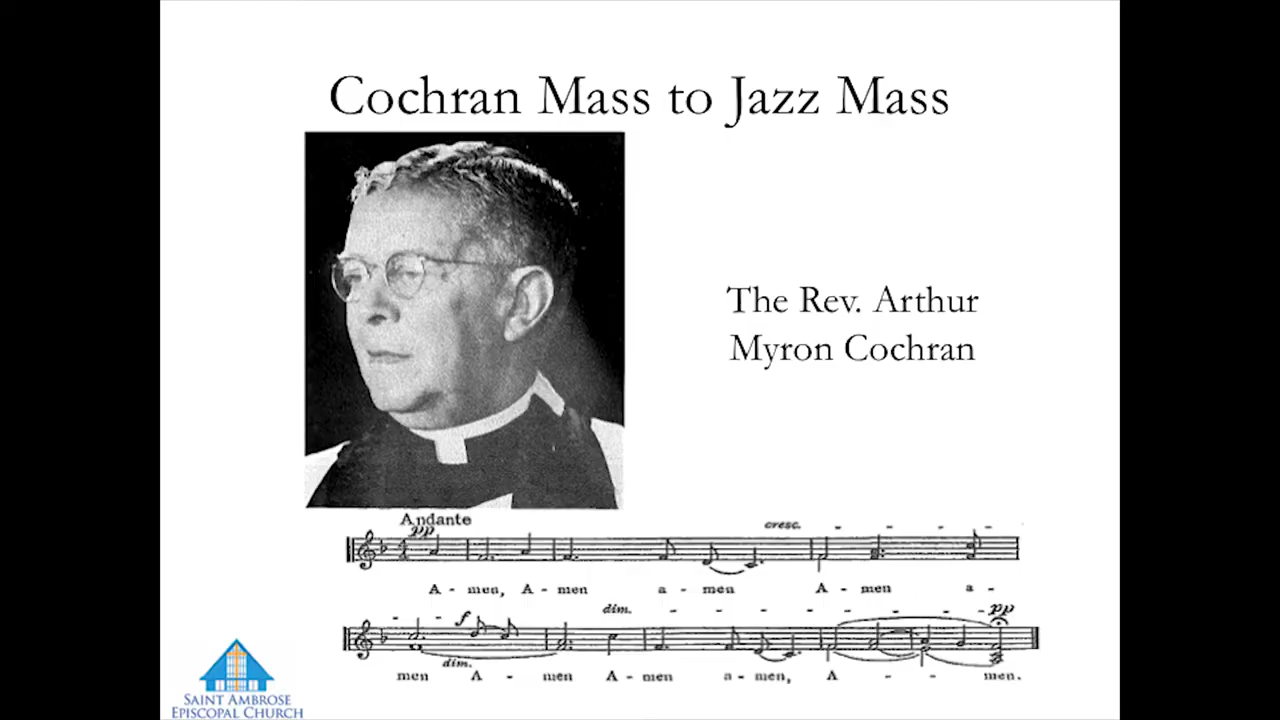 Cochran Mass to Jazz Mass
The Rev. Arthur
Myron Cochran
Andante
pp
cresc. - - - -
A - men, A - men a - men A - men a -
- - f dim. - - - - - - - pp
dim.
men A - men A - men a - men, A - - men.
SAINT AMBROSE
EPISCOPAL CHURCH